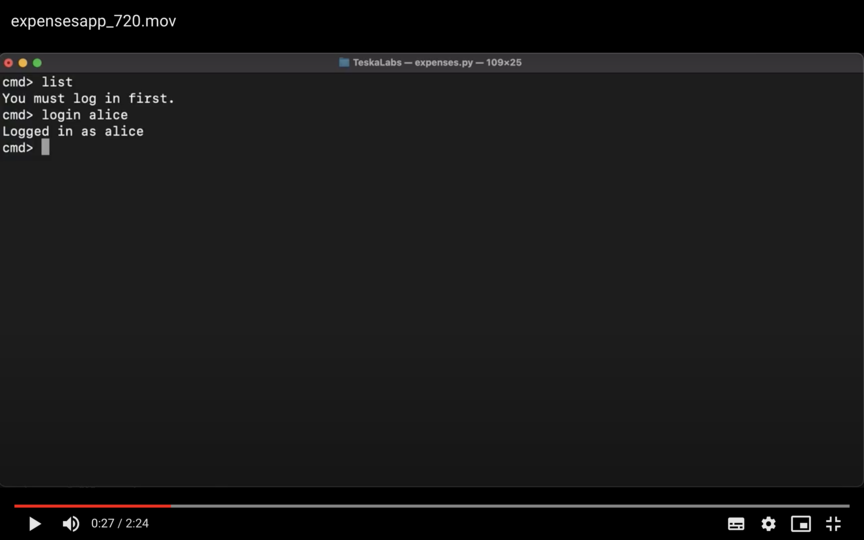 expensesapp_720.mov
TeskaLabs — expenses.py — 109×25
cmd> list
You must log in first.
cmd> login alice
Logged in as alice
cmd>
0:27 / 2:24